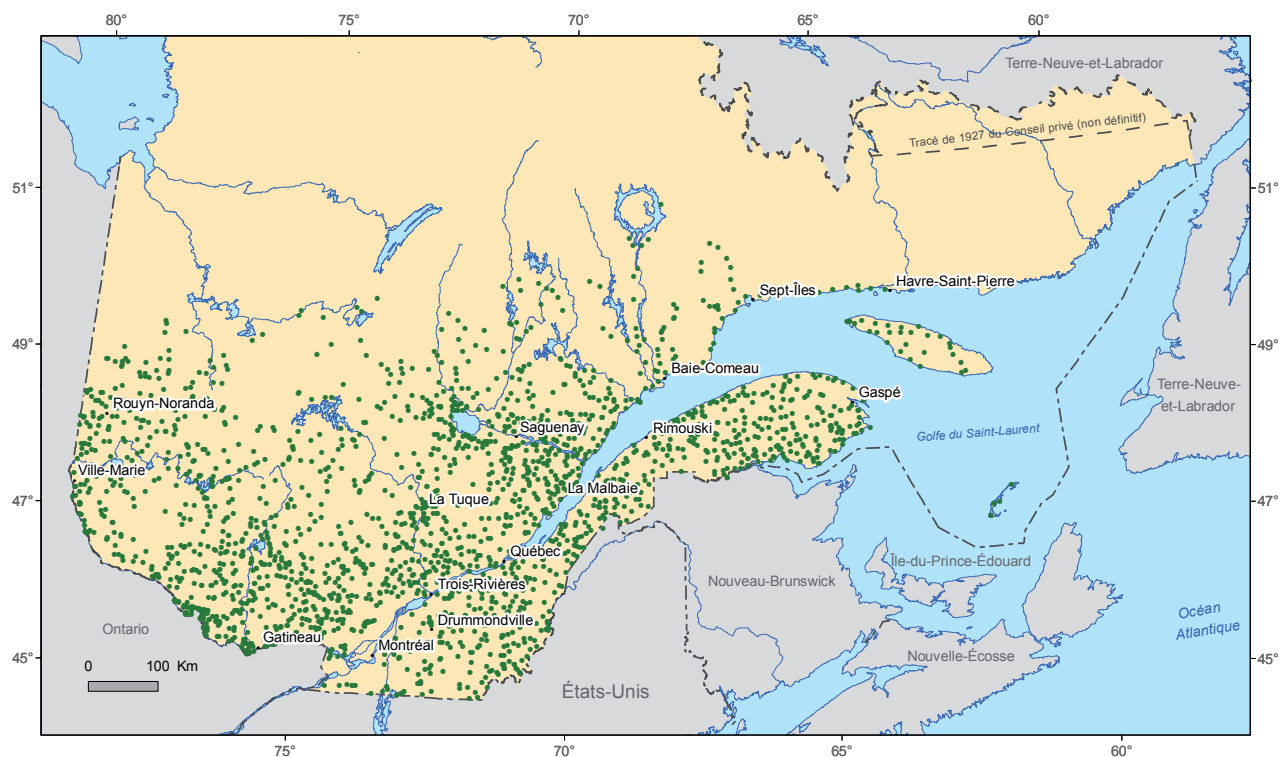 80°
75°
70°
65°
60°
Terre-Neuve-et-Labrador
Tracé de 1927 du Conseil privé (non définitif)
51°
51°
Sept-Îles
Havre-Saint-Pierre
49°
49°
Baie-Comeau
Gaspé
Terre-Neuve-
et-Labrador
Rouyn-Noranda
Saguenay
Rimouski
Golfe du Saint-Laurent
Ville-Marie
La Tuque
La Malbaie
47°
47°
Québec
Île-du-Prince-Édouard
Trois-Rivières
Nouveau-Brunswick
Drummondville
Océan
Atlantique
Ontario
Gatineau
Montréal
Nouvelle-Écosse
45°
45°
0 100 Km
États-Unis
75°
70°
65°
60°